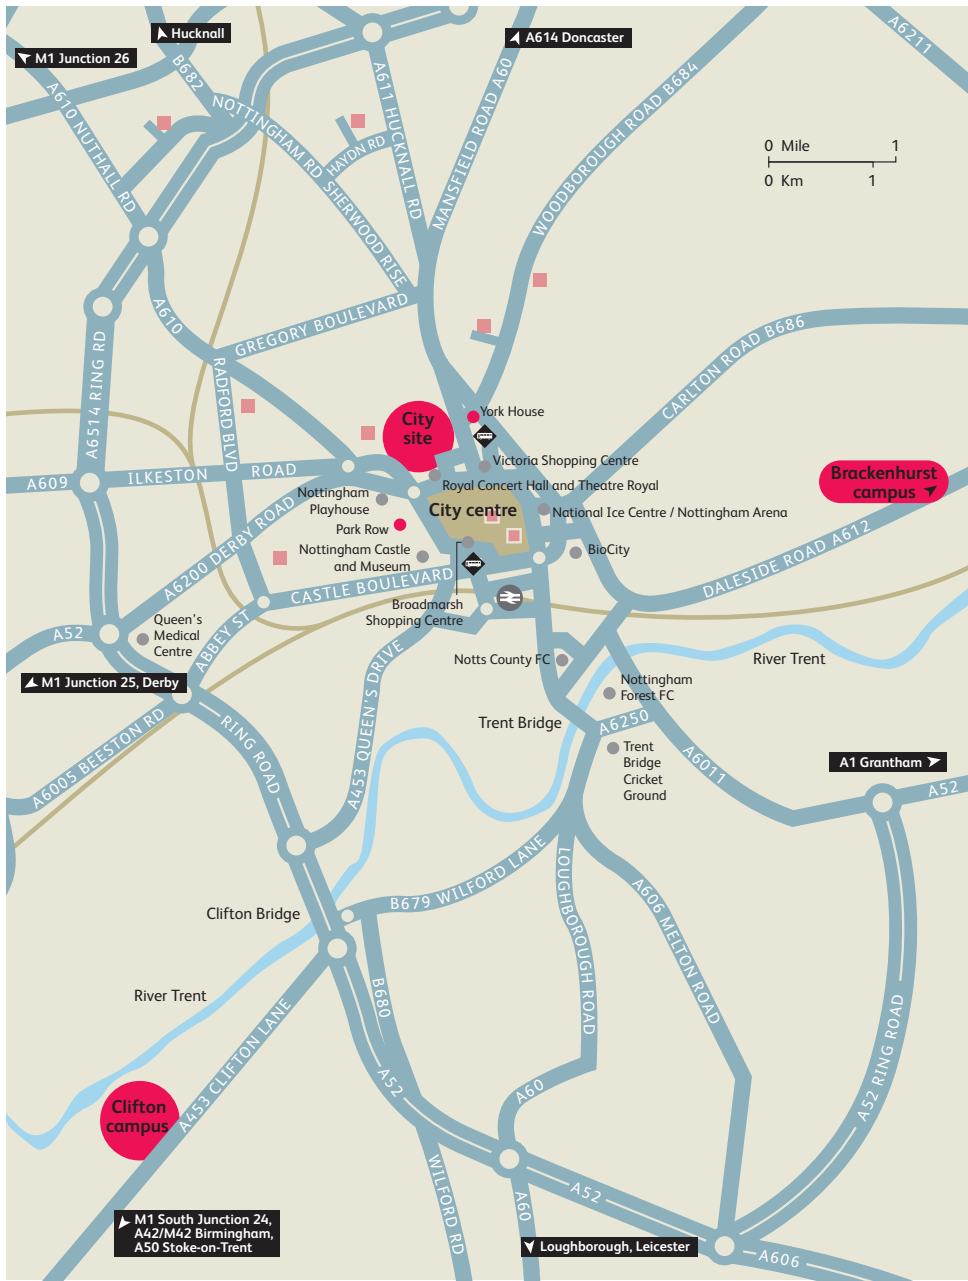 Hucknall
M1 Junction 26
A614 Doncaster
A6211
B682
A611 HUCKNALL RD
MANSFIELD ROAD A60
WOODBOROUGH ROAD B684
A610 NUTHALL RD
NOTTINGHAM RD
HAYDN RD
SHERWOOD RISE
0 Mile 1
0 Km 1
A610
GREGORY BOULEVARD
RADFORD BLVD
A6514 RING RD
CARLTON ROAD B686
City
site
York House
Victoria Shopping Centre
Royal Concert Hall and Theatre Royal
Brackenhurst
campus
A609
ILKESTON ROAD
Nottingham
Playhouse
City centre
National Ice Centre / Nottingham Arena
Park Row
Nottingham Castle
and Museum
BioCity
A6200 DERBY ROAD
DALESIDE ROAD A612
CASTLE BOULEVARD
Broadmarsh
Shopping Centre
A52
Queen's
Medical
Centre
ABBEY ST
M1 Junction 25, Derby
Notts County FC
River Trent
Nottingham
Forest FC
A453 QUEEN'S DRIVE
Trent Bridge
A6250
A6005 BEESTON RD
RING ROAD
Trent
Bridge
Cricket
Ground
A6011
A1 Grantham
A52
B679 WILFORD LANE
LOUGHBOROUGH ROAD
A606 MELTON ROAD
Clifton Bridge
River Trent
B680
A453 CLIFTON LANE
A52
A60
A52 RING ROAD
Clifton
campus
WILFORD RD
A60
A52
M1 South Junction 24,
A42/M42 Birmingham,
A50 Stoke-on-Trent
Loughborough, Leicester
A606